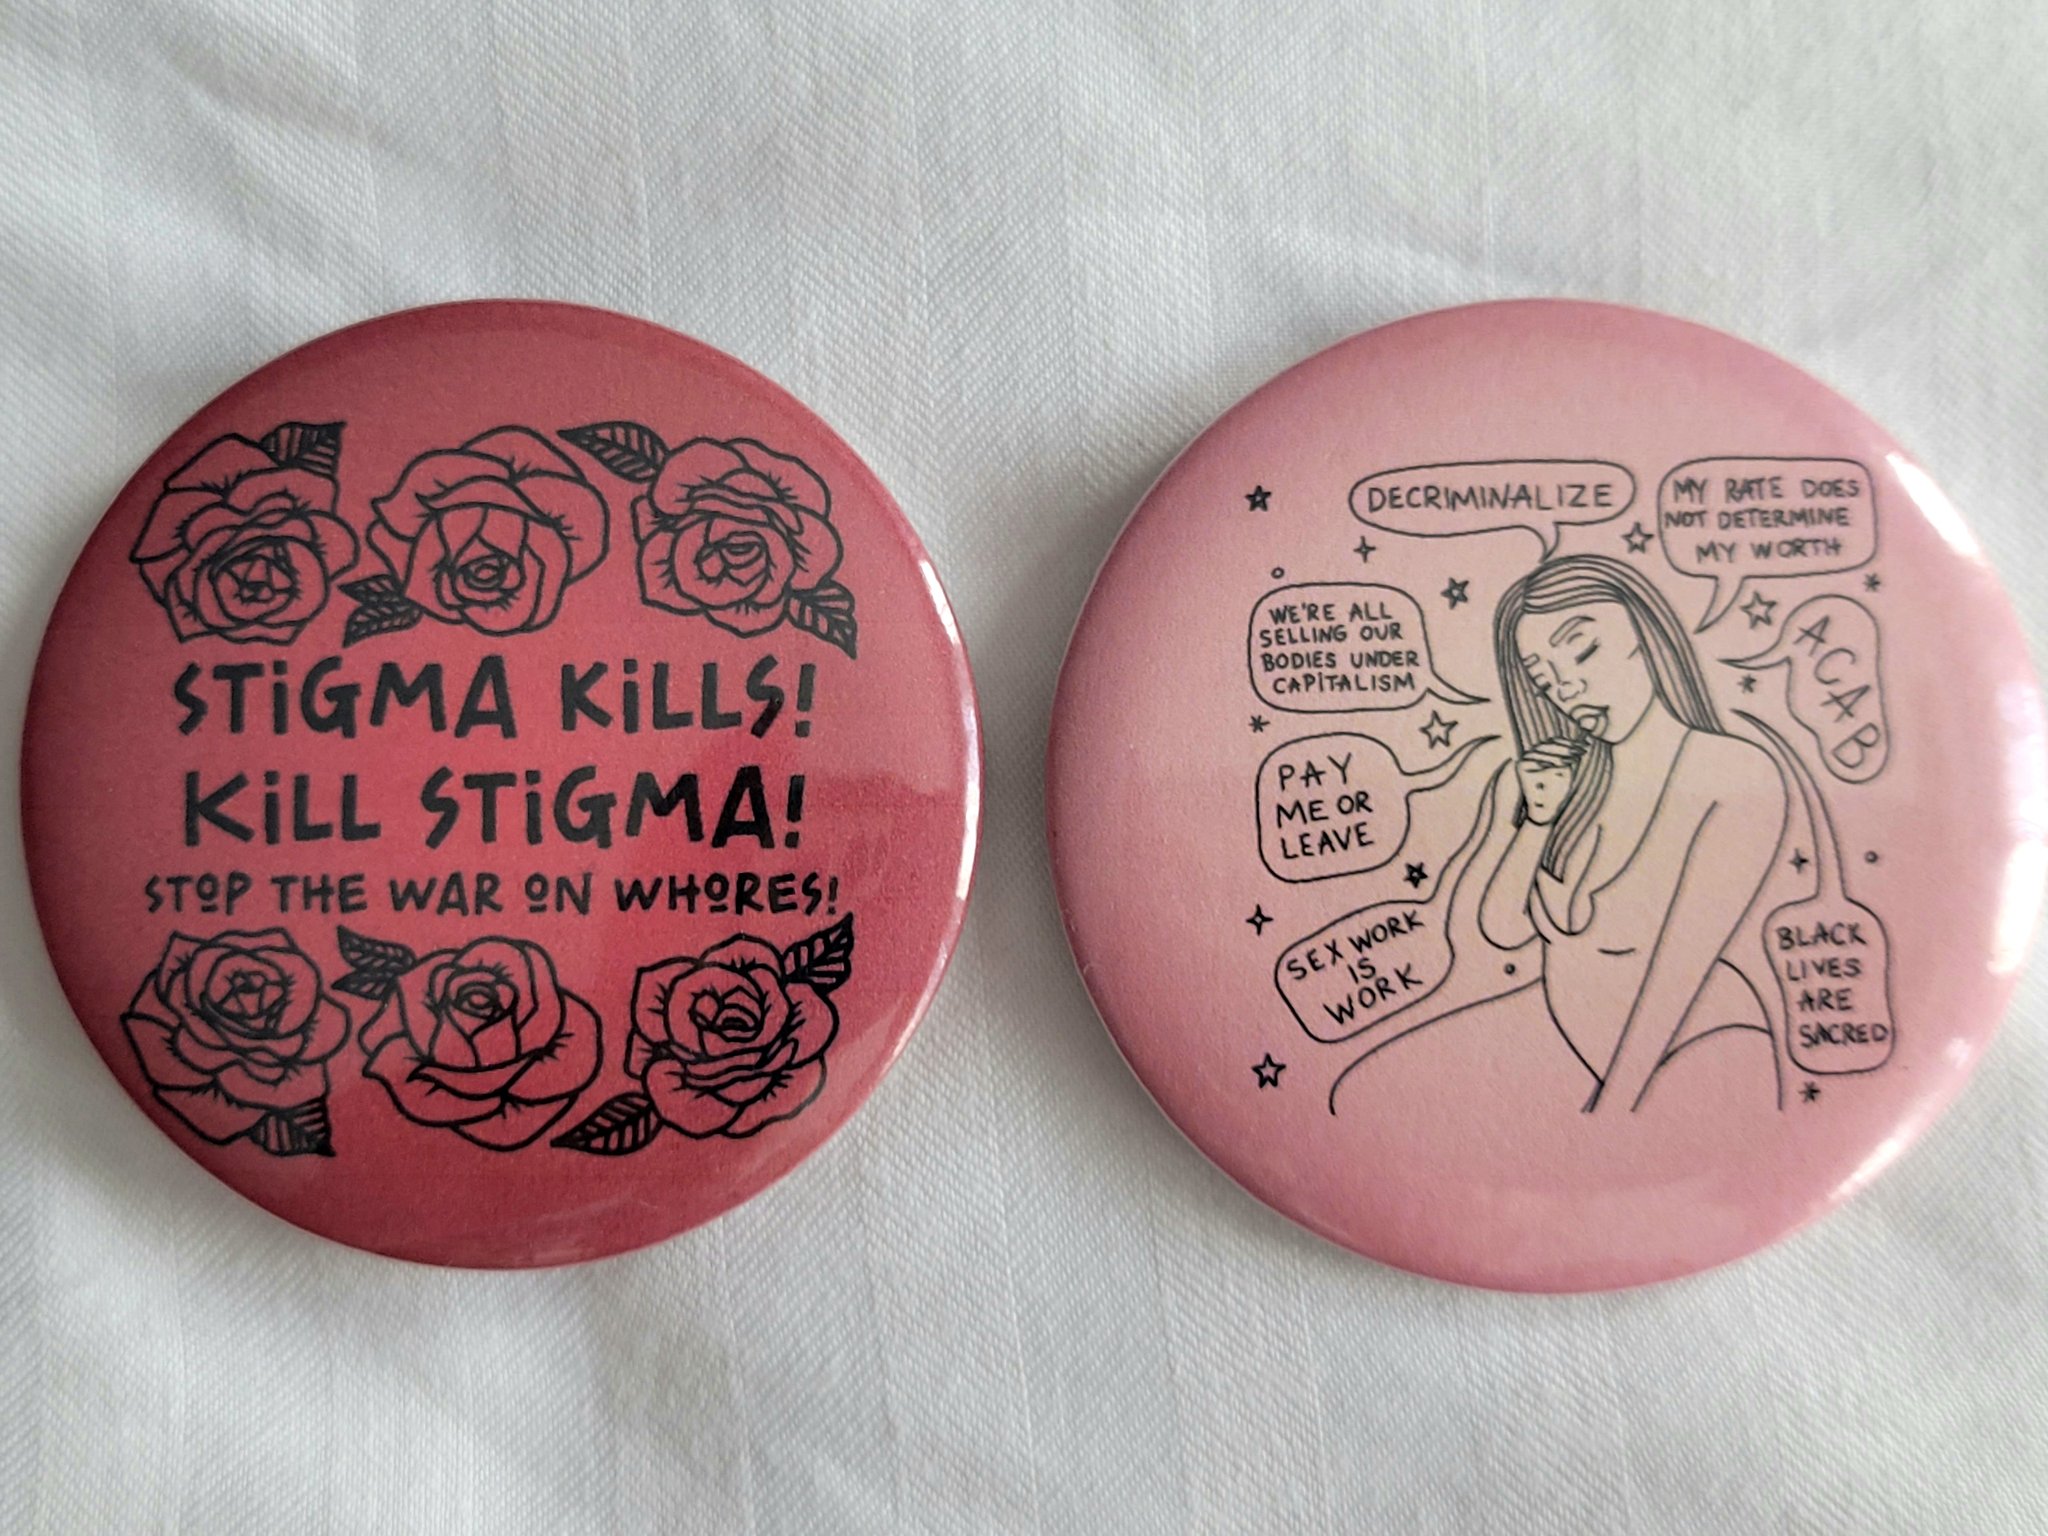 STiGMA KiLLS!
KiLL STiGMA!
STOP THE WAR ON WHORES!
DECRIMINALIZE
MY RATE DOES
NOT DETERMINE
MY WORTH
WE'RE ALL
SELLING OUR
BODIES UNDER
CAPITALISM
ACAB
PAY
ME OR
LEAVE
SEX WORK
IS
WORK
BLACK
LIVES
ARE
SACRED